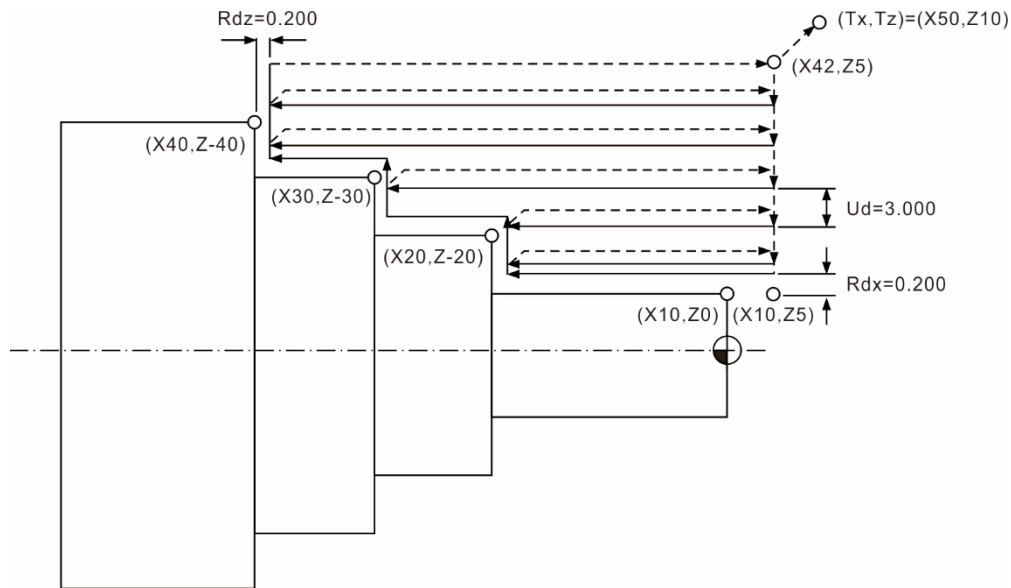 Rdz=0.200
(Tx,Tz)=(X50,Z10)
(X42,Z5)
(X40,Z-40)
(X30,Z-30)
Ud=3.000
(X20,Z-20)
Rdx=0.200
(X10,Z0)
(X10,Z5)